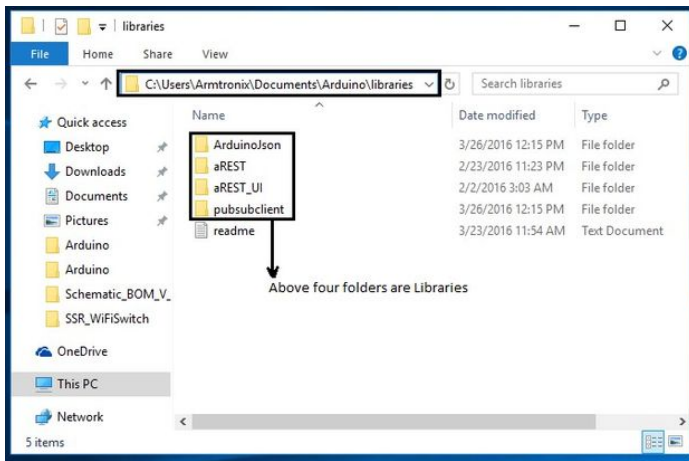 libraries
File Home Share View
C:\Users\Armtronix\Documents\Arduino\libraries Search libraries
Name Date modified Type
Quick access
Desktop
Downloads
Documents
Pictures
Arduino
Arduino
Schematic_BOM_V_
SSR_WiFiSwitch
OneDrive
This PC
Network
ArduinoJson 3/26/2016 12:15 PM File folder
aREST 2/23/2016 11:23 PM File folder
aREST_UI 2/2/2016 3:03 AM File folder
pubsubclient 3/26/2016 12:15 PM File folder
readme 3/23/2016 11:54 AM Text Document
Above four folders are Libraries
5 items